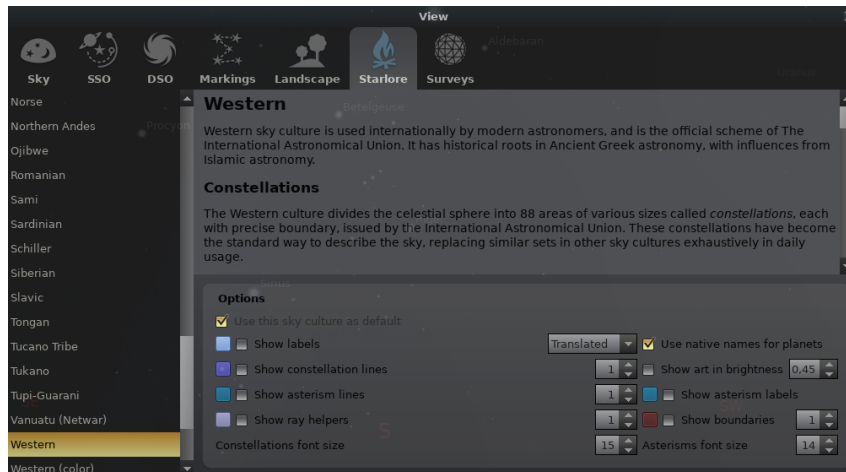 View
Sky SSO DSO Markings Landscape Starlore Surveys
Aldebaran
Norse
Northern Andes
Ojibwe
Romanian
Sami
Sardinian
Schiller
Siberian
Slavic
Tongan
Tucano Tribe
Tukano
Tupi-Guarani
Vanuatu (Netwar)
Western
Western (color)
Procyon
Betelgeuse
Western
Western sky culture is used internationally by modern astronomers, and is the official scheme of The
International Astronomical Union. It has historical roots in Ancient Greek astronomy, with influences from
Islamic astronomy.
Constellations
The Western culture divides the celestial sphere into 88 areas of various sizes called constellations, each
with precise boundary, issued by the International Astronomical Union. These constellations have become
the standard way to describe the sky, replacing similar sets in other sky cultures exhaustively in daily
usage.
Sirius
Options
Use this sky culture as default
Show labels Translated Use native names for planets
Show constellation lines 1 Show art in brightness 0,45
Show asterism lines 1 Show asterism labels
Show ray helpers 1 Show boundaries 1
S
Constellations font size 15 Asterisms font size 14